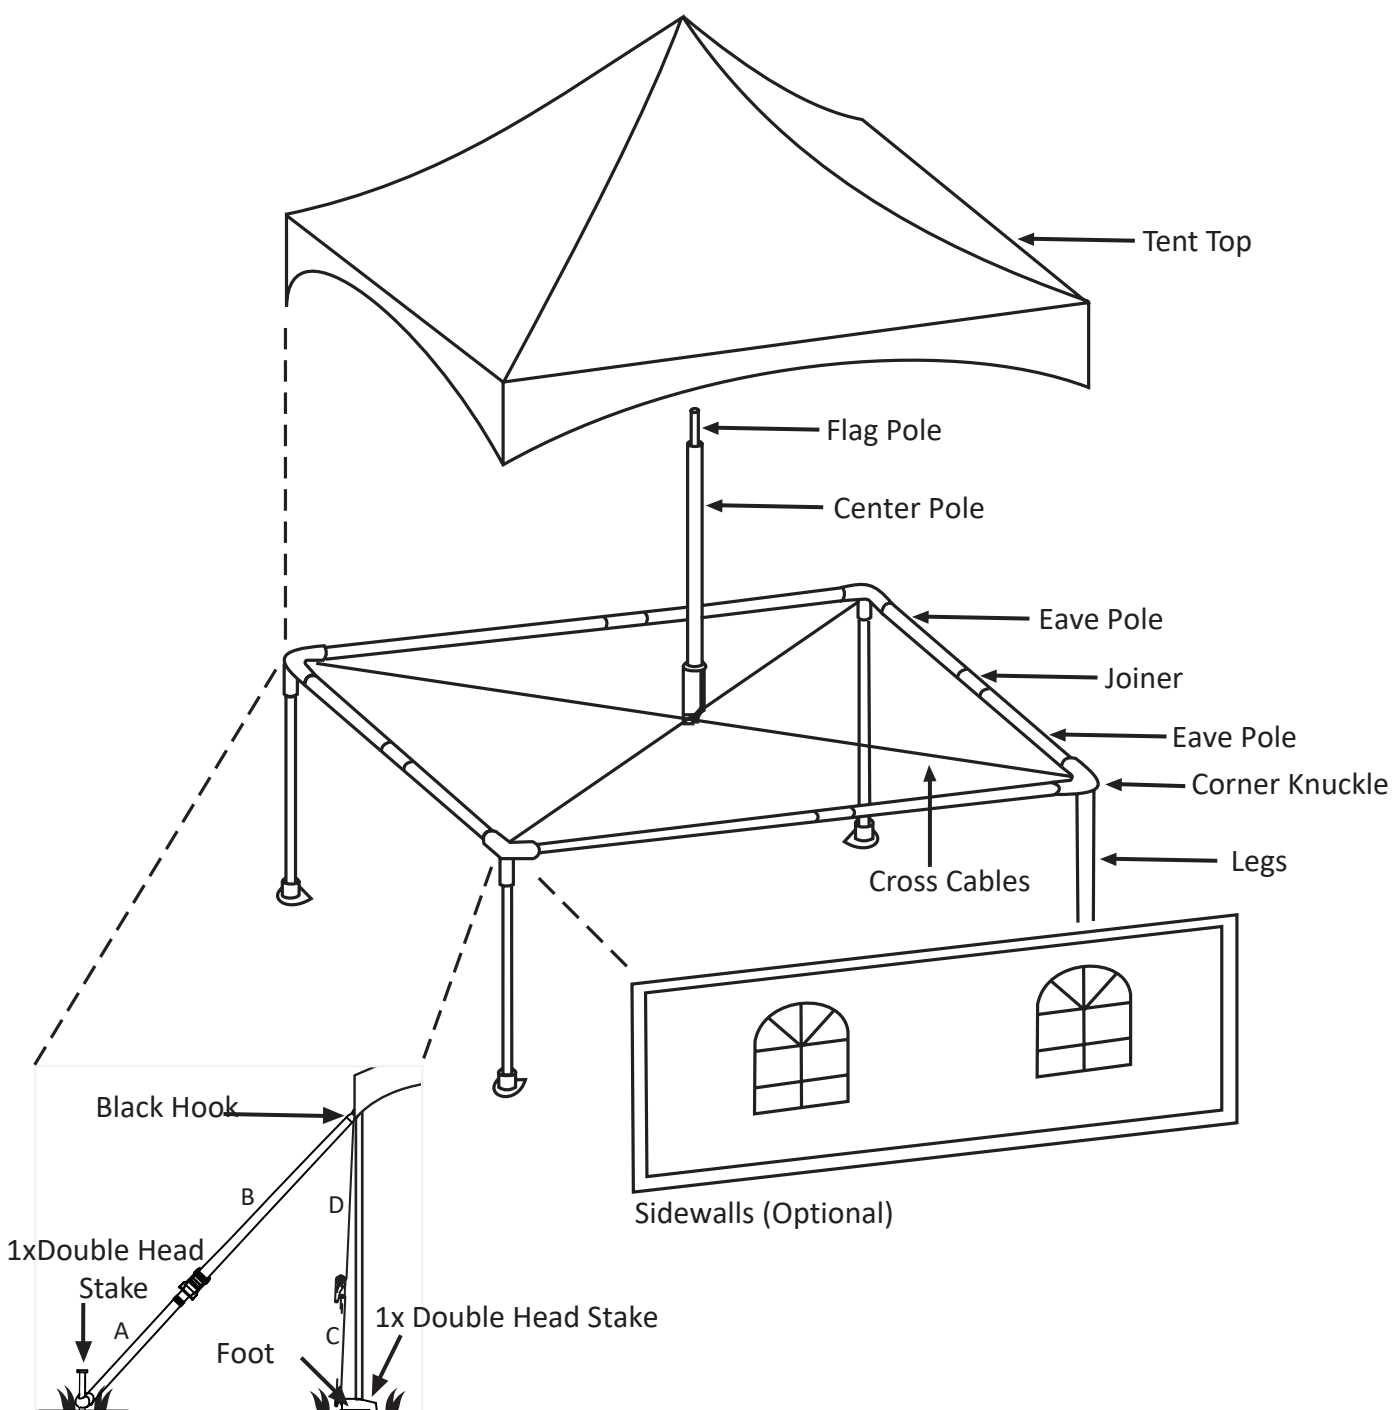 Tent Top
Flag Pole
Center Pole
Eave Pole
Joiner
Eave Pole
Corner Knuckle
Legs
Cross Cables
Black Hook
B
D
Sidewalls (Optional)
1xDouble Head
Stake
A
C
1x Double Head Stake
Foot